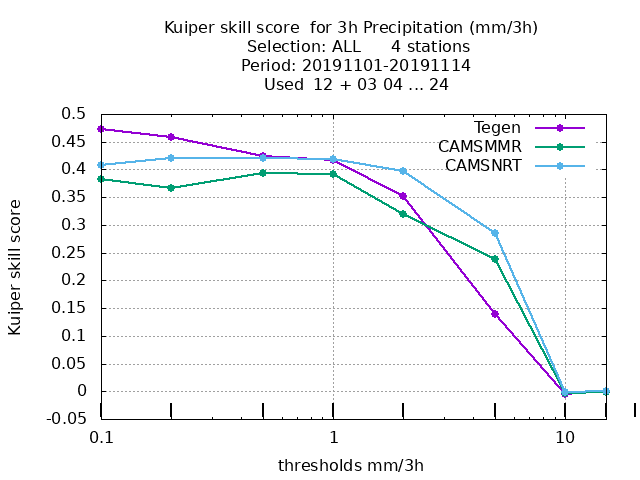 Kuiper skill score  for 3h Precipitation (mm/3h)
Selection: ALL      4 stations
Period: 20191101-20191114
Used  12 + 03 04 ... 24
Tegen
CAMSMMR
CAMSNRT
Kuiper skill score
0.5
0.45
0.4
0.35
0.3
0.25
0.2
0.15
0.1
0.05
0
-0.05
0.1
1
10
thresholds mm/3h